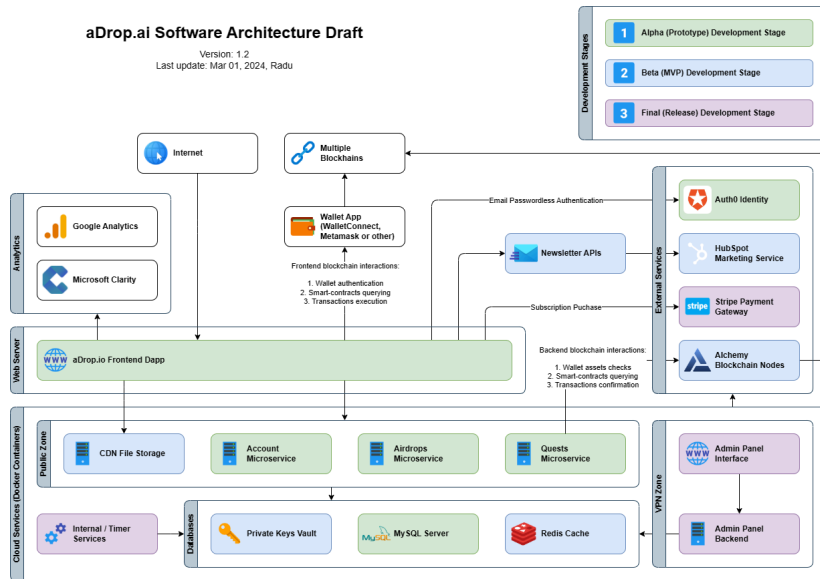 aDrop.ai Software Architecture Draft
Version: 1.2
Last update: Mar 01, 2024, Radu
Development Stages
1
Alpha (Prototype) Development Stage
2
Beta (MVP) Development Stage
3
Final (Release) Development Stage
Internet
Multiple
Blockhains
Analytics
Google Analytics
Microsoft Clarity
Wallet App
(WalletConnect,
Metamask or other)
Frontend blockchain interactions:
1. Wallet authentication
2. Smart-contracts querying
3. Transactions execution
Email Passwordless Authentication
Newsletter APIs
Subscription Puchase
External Services
Auth0 Identity
HubSpot
Marketing Service
stripe
Stripe Payment
Gateway
Alchemy
Blockchain Nodes
Backend blockchain interactions:
1. Wallet assets checks
2. Smart-contracts querying
3. Transactions confirmation
Web Server
WWW
aDrop.io Frontend Dapp
Cloud Services (Docker Containers)
Public Zone
CDN File Storage
Account
Microservice
Airdrops
Microservice
Quests
Microservice
VPN Zone
WWW
Admin Panel
Interface
Admin Panel
Backend
Internal / Timer
Services
Databases
Private Keys Vault
MySQL
MySQL Server
Redis Cache